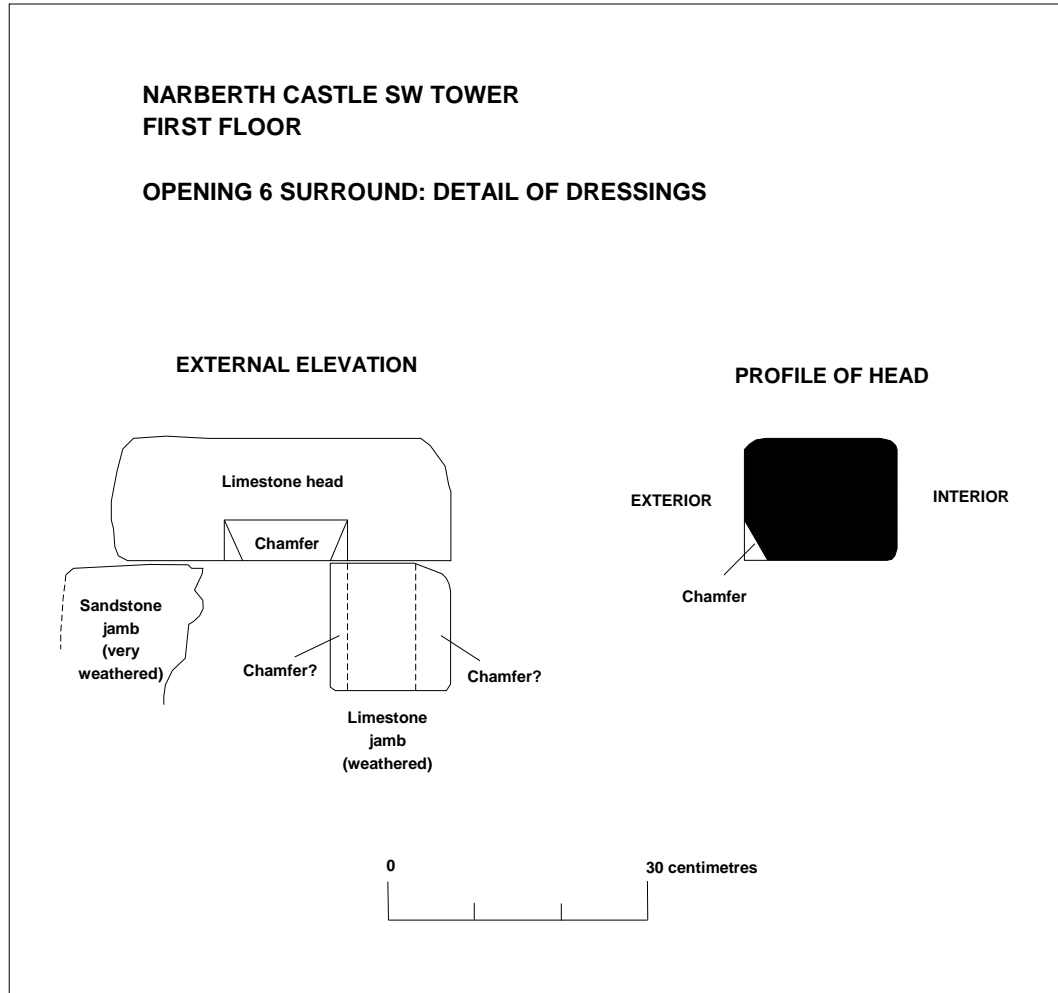 NARBERTH CASTLE SW TOWER
FIRST FLOOR
OPENING 6 SURROUND: DETAIL OF DRESSINGS
EXTERNAL ELEVATION
Limestone head
Chamfer
Sandstone
jamb
(very
weathered)
Chamfer?
Chamfer?
Limestone
jamb
(weathered)
PROFILE OF HEAD
EXTERIOR
INTERIOR
Chamfer
0
30 centimetres